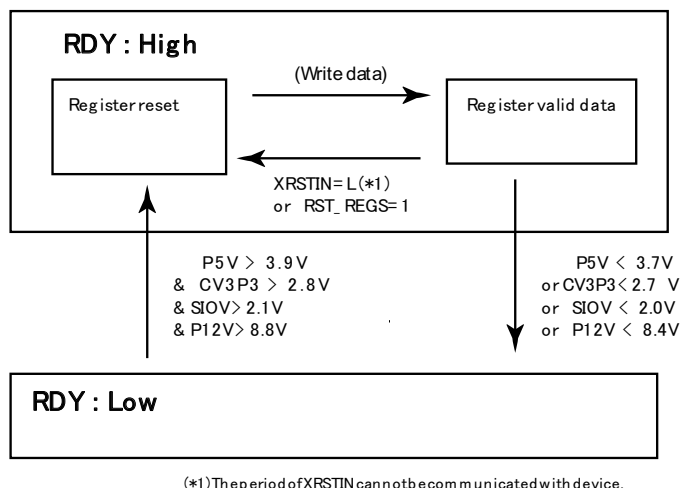 RDY : High
(Write data)
Register reset
Register valid data
XRSTIN=L(*1)
or RST_REGS=1
P5V > 3.9V
& CV3P3 > 2.8V
& SIOV > 2.1V
& P12V > 8.8V
P5V < 3.7V
or CV3P3 < 2.7 V
or SIOV < 2.0V
or P12V < 8.4V
RDY : Low
(*1) The period of XRSTIN can not be communicated with device.